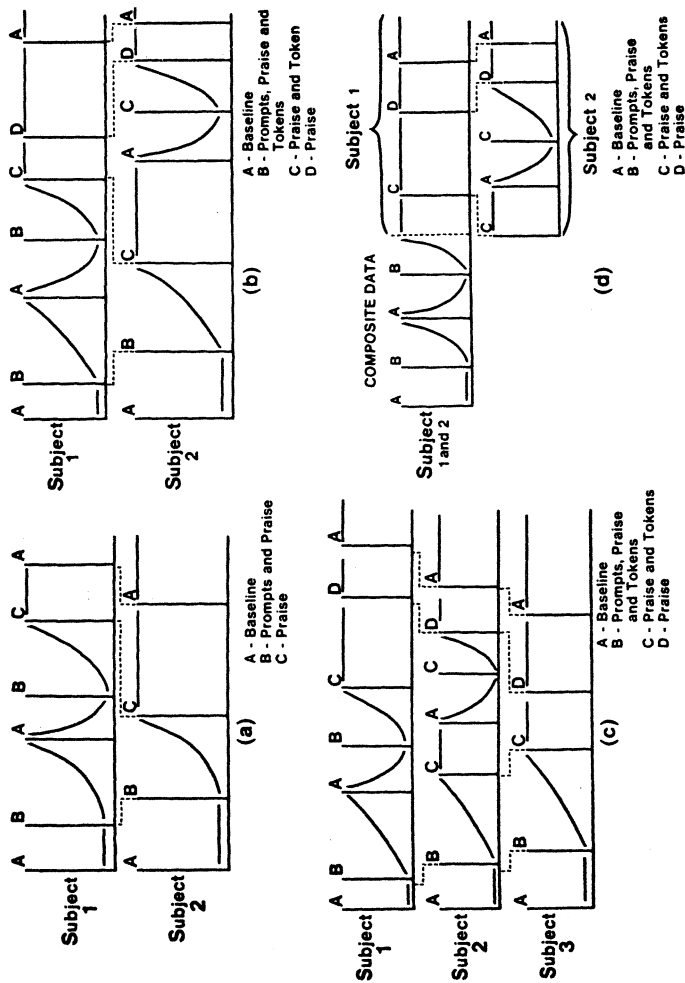 A B A B C A
Subject
1
A B C A
Subject
2
(a)
A - Baseline
B - Prompts and Praise
C - Praise
A B A B C D A
Subject
1
A B C A C D A
Subject
2
(b)
A - Baseline
B - Prompts, Praise and
Tokens
C - Praise and Token
D - Praise
A B A B C D A
Subject
1
A B C A C D A
Subject
2
A B C D A
Subject
3
(c)
A - Baseline
B - Prompts, Praise
and Tokens
C - Praise and Tokens
D - Praise
Subject 1
COMPOSITE DATA
A B A B C D A
Subject
1 and 2
C A C D A
Subject 2
(d)
A - Baseline
B - Prompts, Praise
and Tokens
C - Praise and Tokens
D - Praise